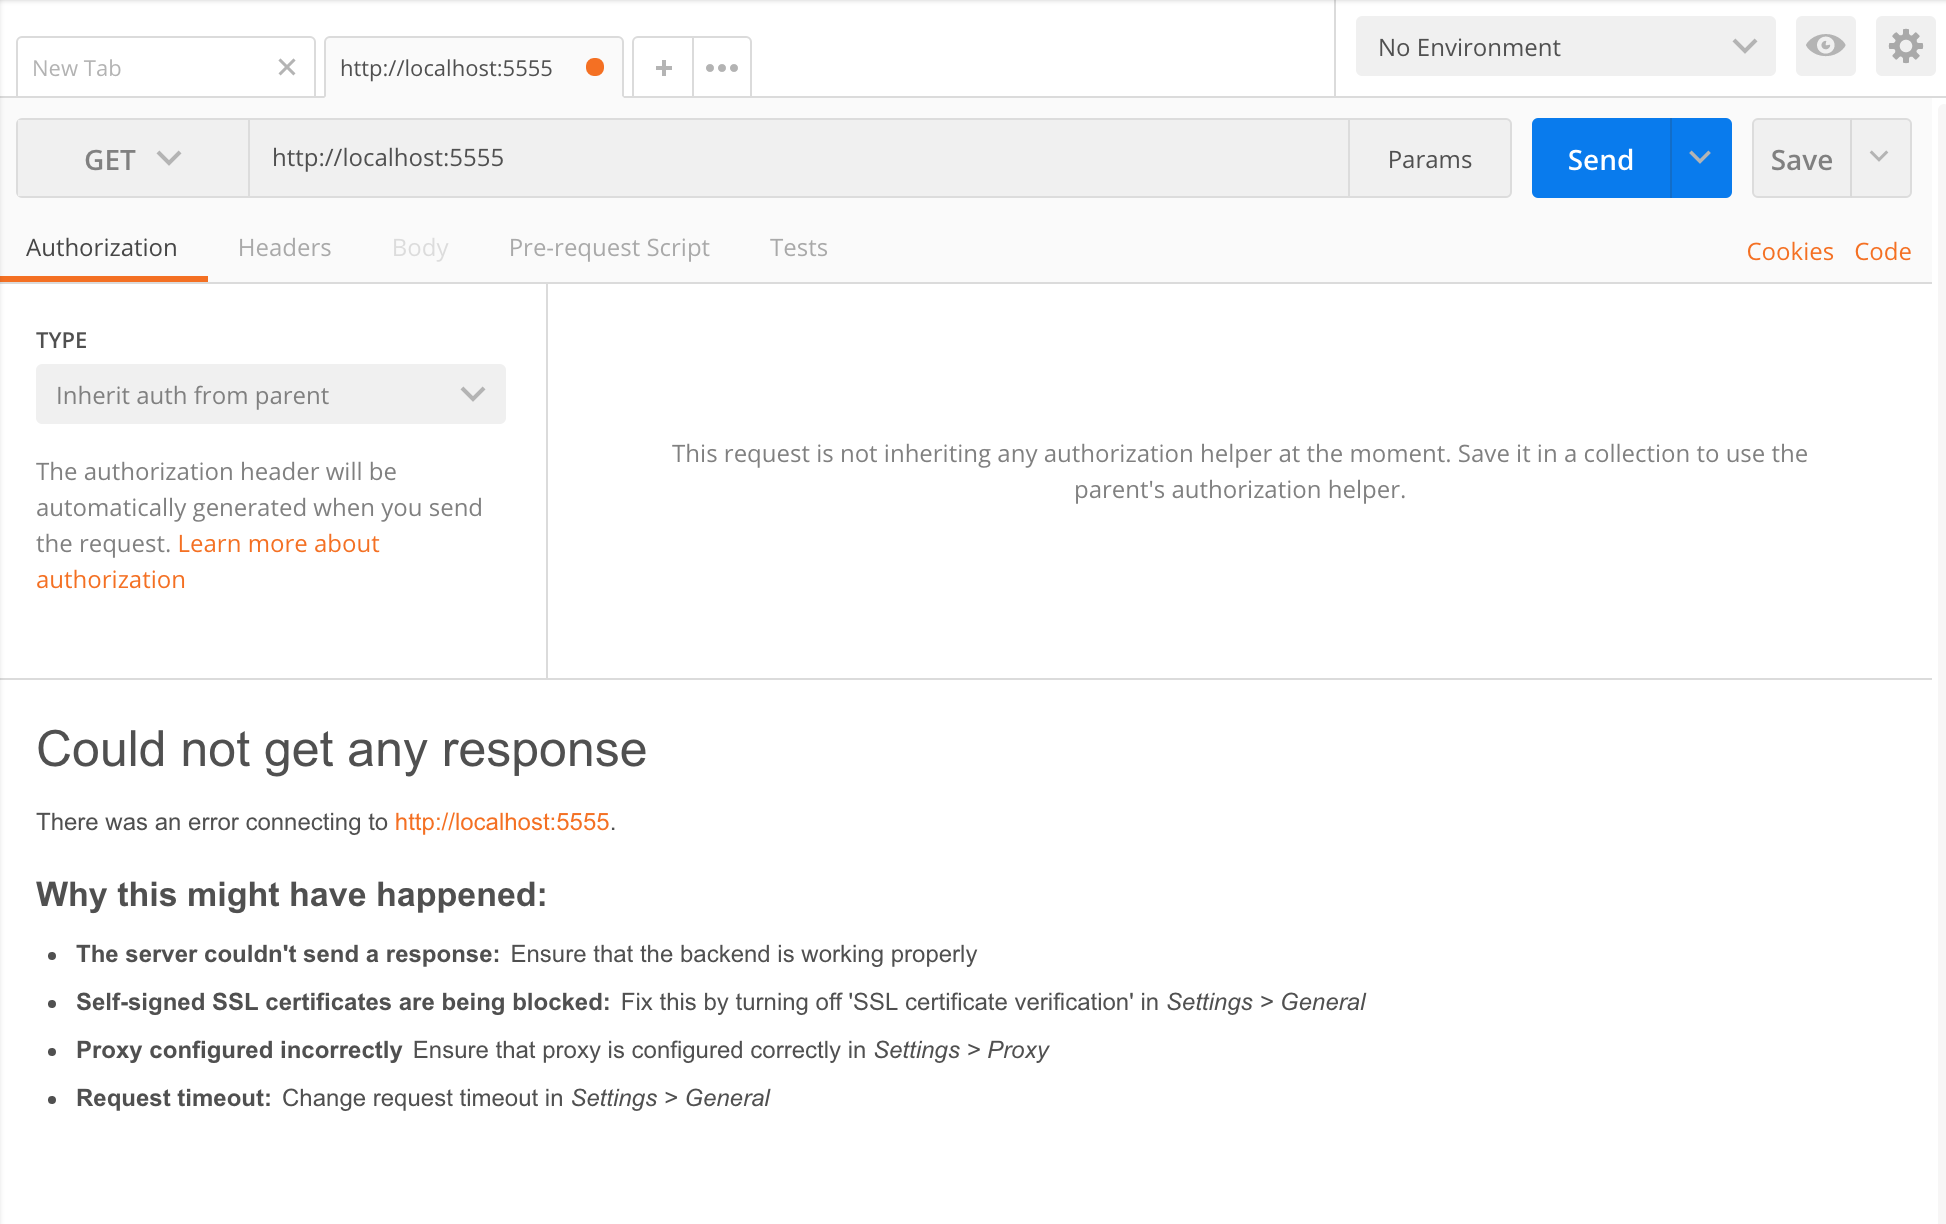 New Tab
http://localhost:5555
No Environment
GET
http://localhost:5555
Params
Send
Save
Authorization
Headers
Body
Pre-request Script
Tests
Cookies
Code
TYPE
Inherit auth from parent
The authorization header will be
automatically generated when you send
the request. Learn more about
authorization
This request is not inheriting any authorization helper at the moment. Save it in a collection to use the
parent's authorization helper.
Could not get any response
There was an error connecting to http://localhost:5555.
Why this might have happened:
The server couldn't send a response: Ensure that the backend is working properly
Self-signed SSL certificates are being blocked: Fix this by turning off 'SSL certificate verification' in Settings > General
Proxy configured incorrectly Ensure that proxy is configured correctly in Settings > Proxy
Request timeout: Change request timeout in Settings > General